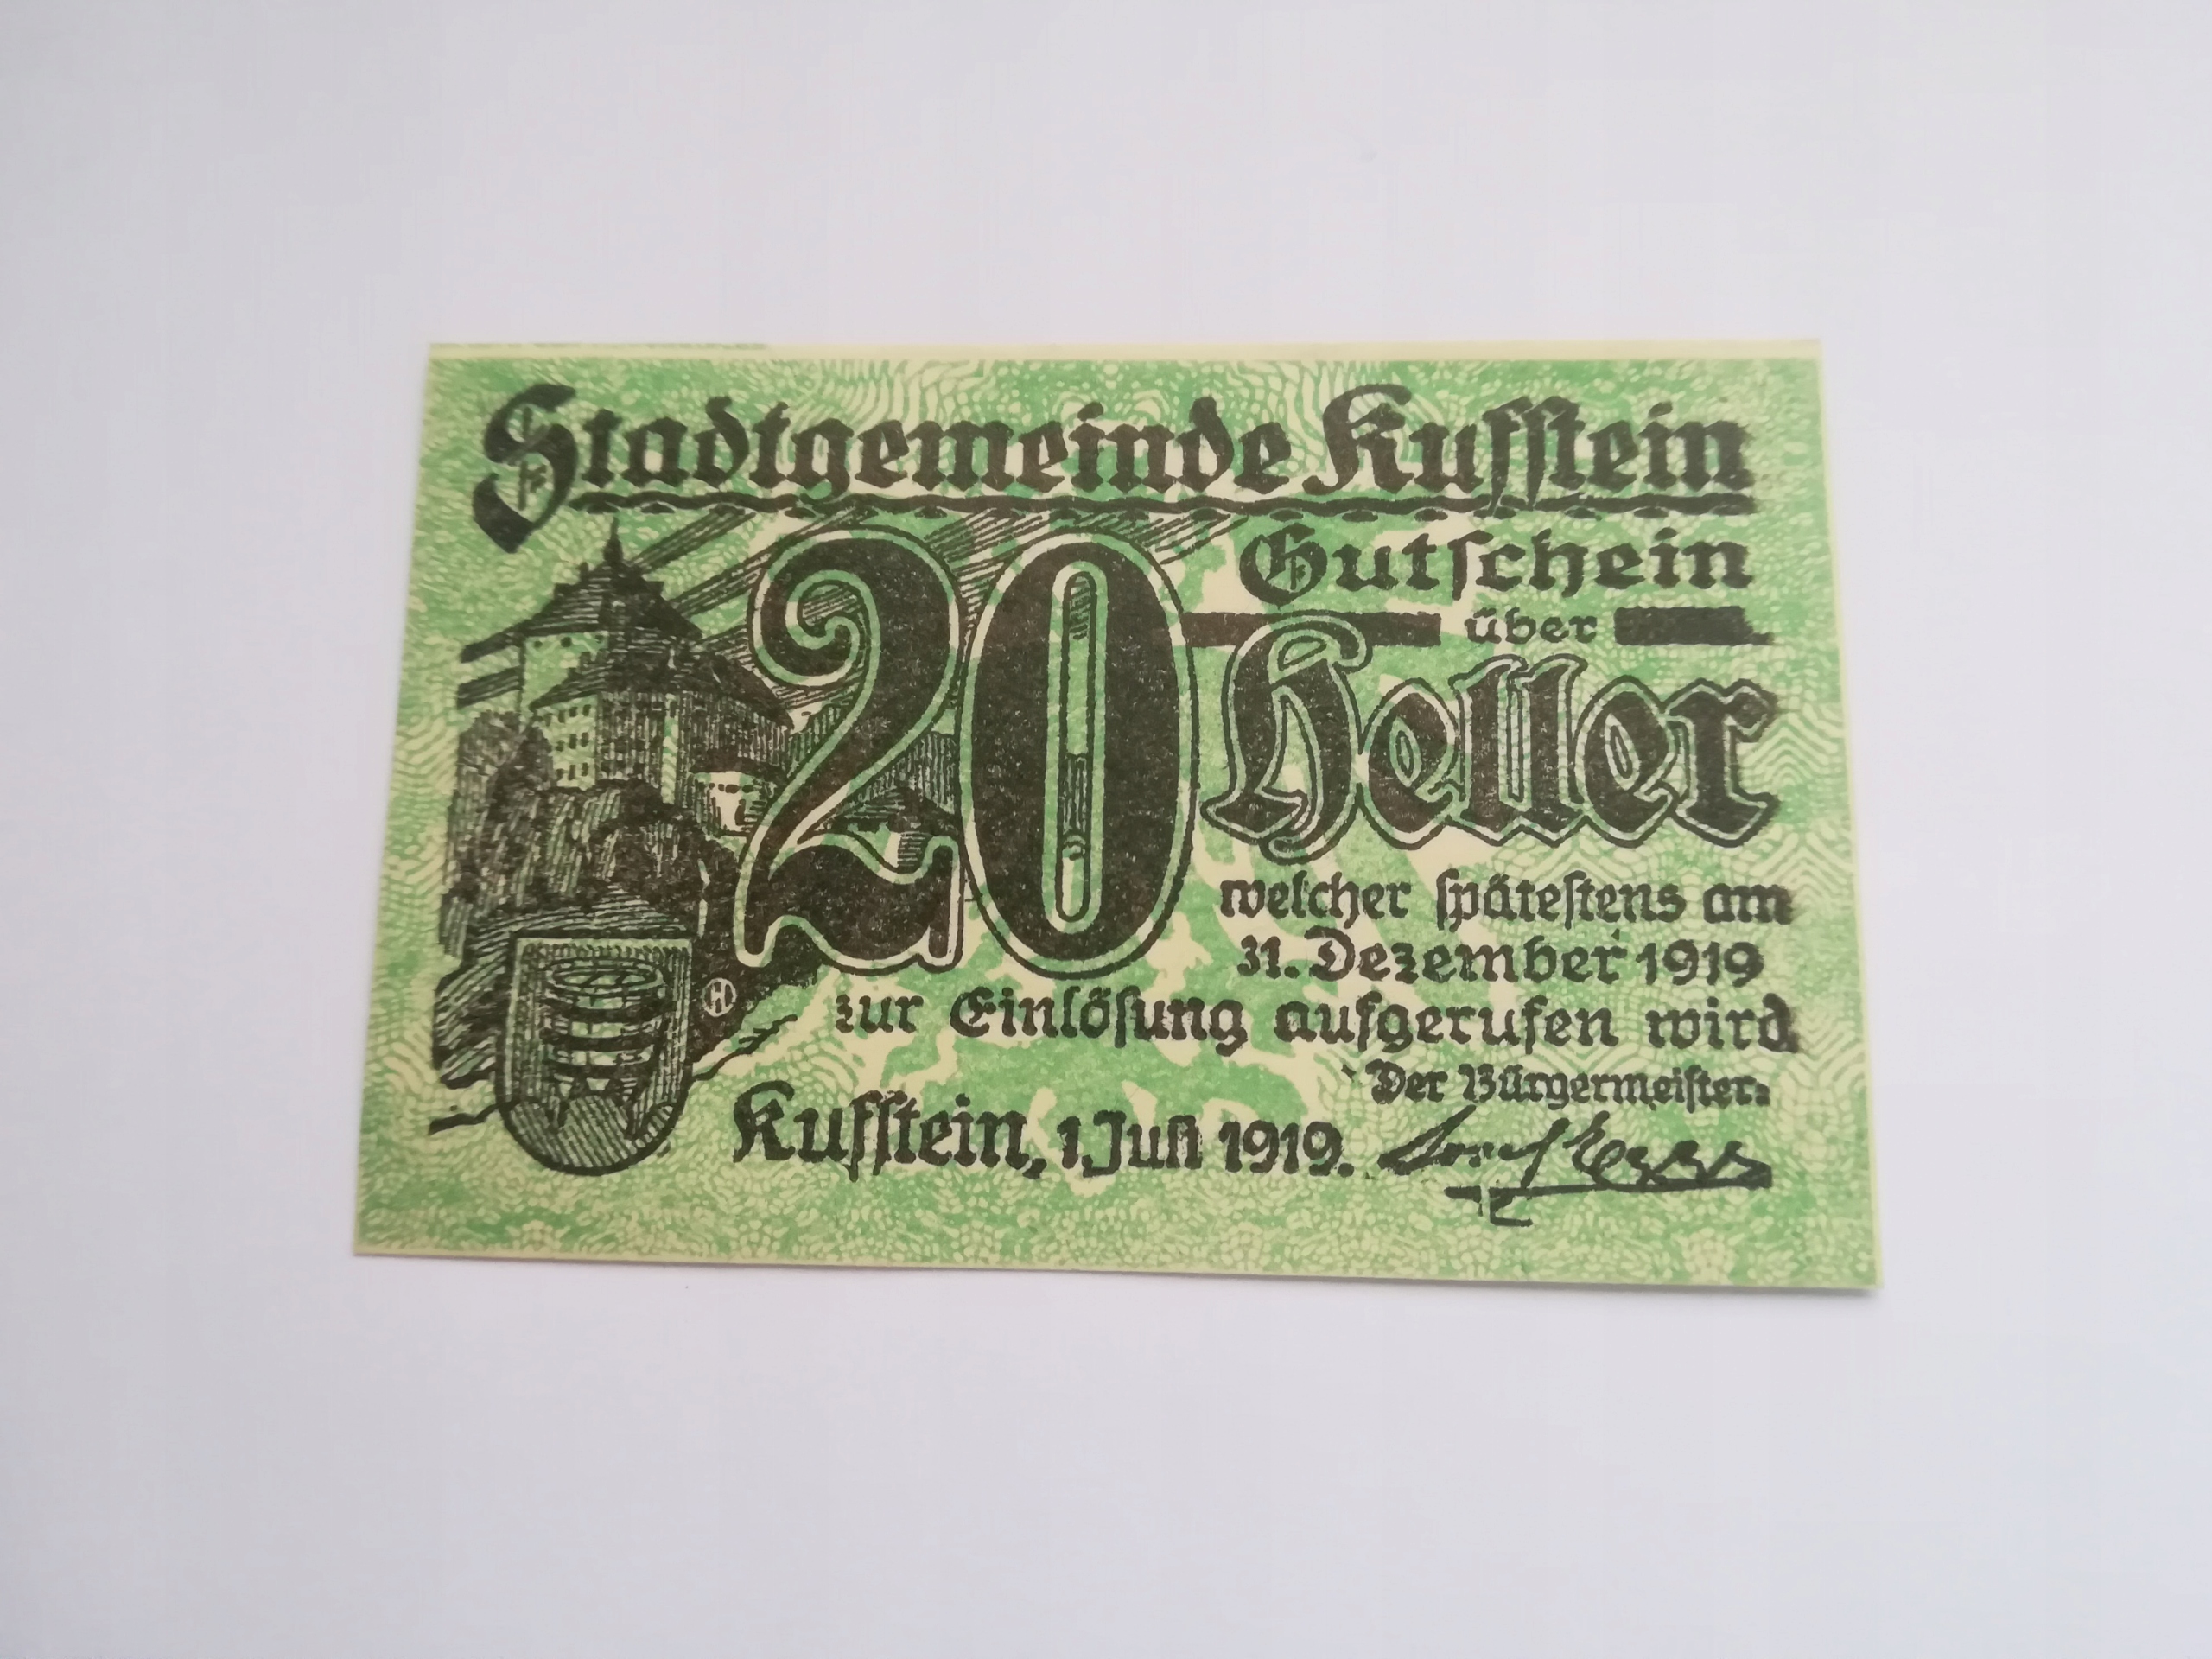 Stadtgemeinde Kufstein
Gutschein
über
20 Heller
welcher spätestens am
31. Dezember 1919
zur Einlösung aufgerufen wird.
Der Bürgermeister:
Kufstein, 1. Juli 1919.